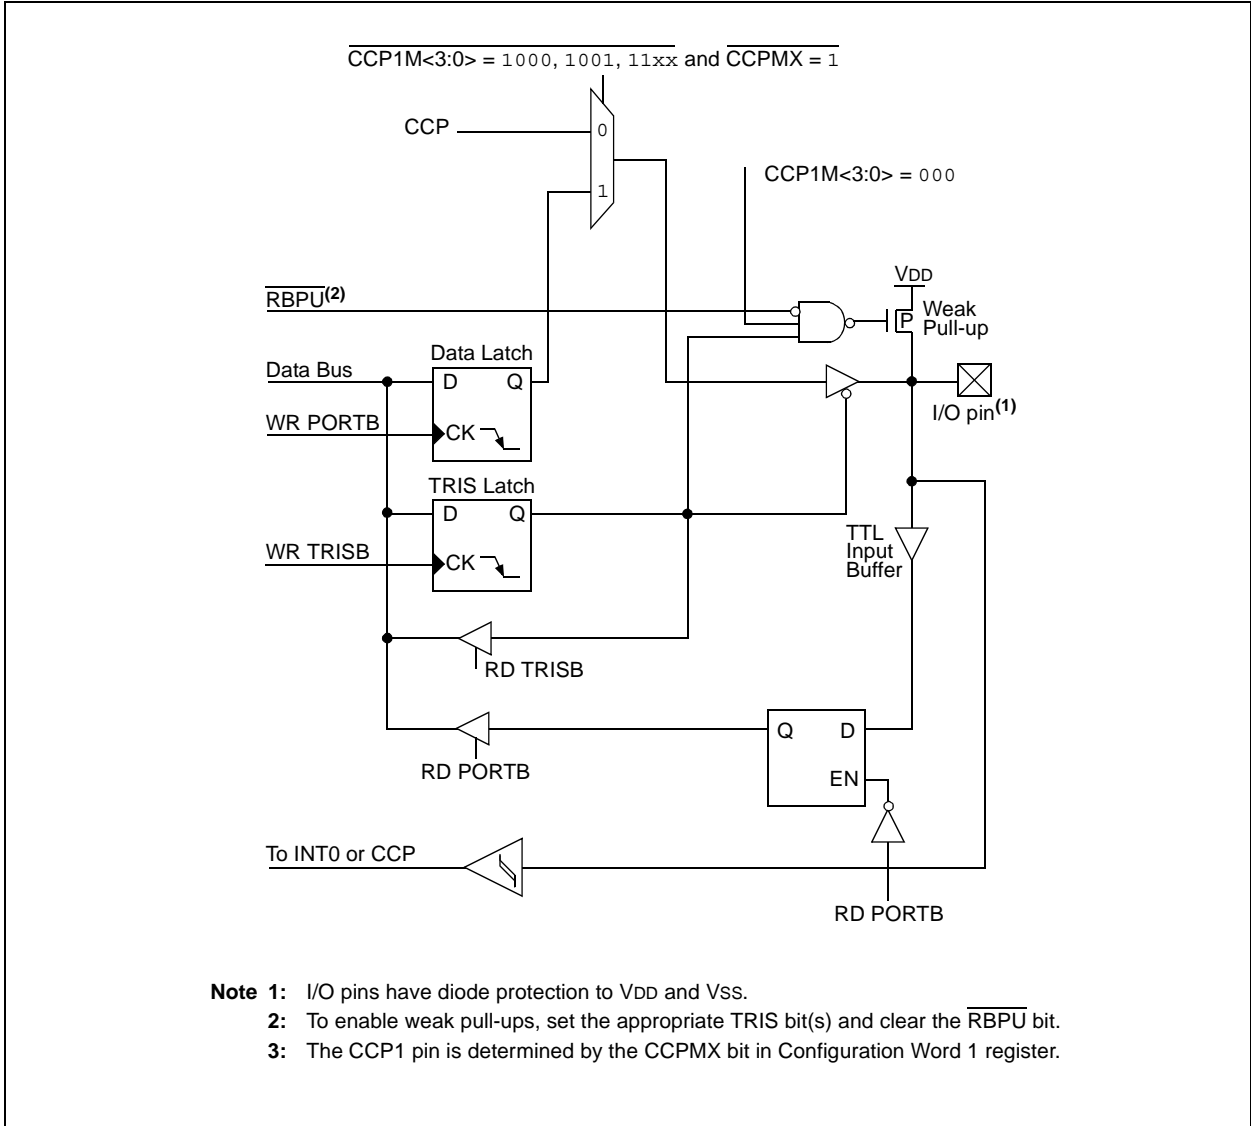 CCP1M<3:0> = 1000, 1001, 11xx and CCPMX = 1
CCP
0
1
CCP1M<3:0> = 000
RBPU(2)
VDD
Weak
Pull-up
P
Data Bus
Data Latch
D Q
WR PORTB
CK
I/O pin(1)
TRIS Latch
D Q
WR TRISB
CK
TTL
Input
Buffer
RD TRISB
Q D
EN
RD PORTB
To INT0 or CCP
RD PORTB
Note 1: I/O pins have diode protection to VDD and VSS.
2: To enable weak pull-ups, set the appropriate TRIS bit(s) and clear the RBPU bit.
3: The CCP1 pin is determined by the CCPMX bit in Configuration Word 1 register.